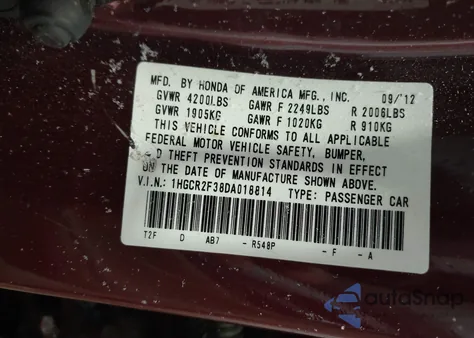 MFD. BY HONDA OF AMERICA MFG., INC. 09/'12
GVWR 4200LBS GAWR F 2249LBS R 2006LBS
GVWR 1905KG GAWR F 1020KG R 910KG
THIS VEHICLE CONFORMS TO ALL APPLICABLE
FEDERAL MOTOR VEHICLE SAFETY, BUMPER,
D THEFT PREVENTION STANDARDS IN EFFECT
ON THE DATE OF MANUFACTURE SHOWN ABOVE.
V.I.N.: 1HGCR2F38DA018814 TYPE: PASSENGER CAR
T2F D AB7 - R548P - F - A
AutoSnap